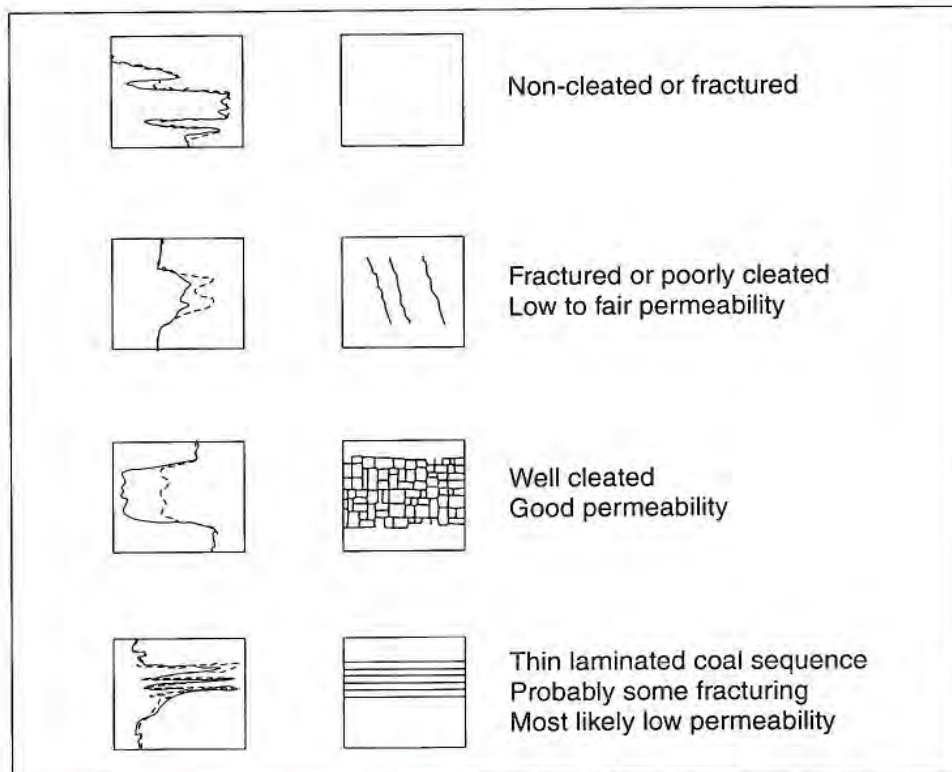 Non-cleated or fractured
Fractured or poorly cleated
Low to fair permeability
Well cleated
Good permeability
Thin laminated coal sequence
Probably some fracturing
Most likely low permeability